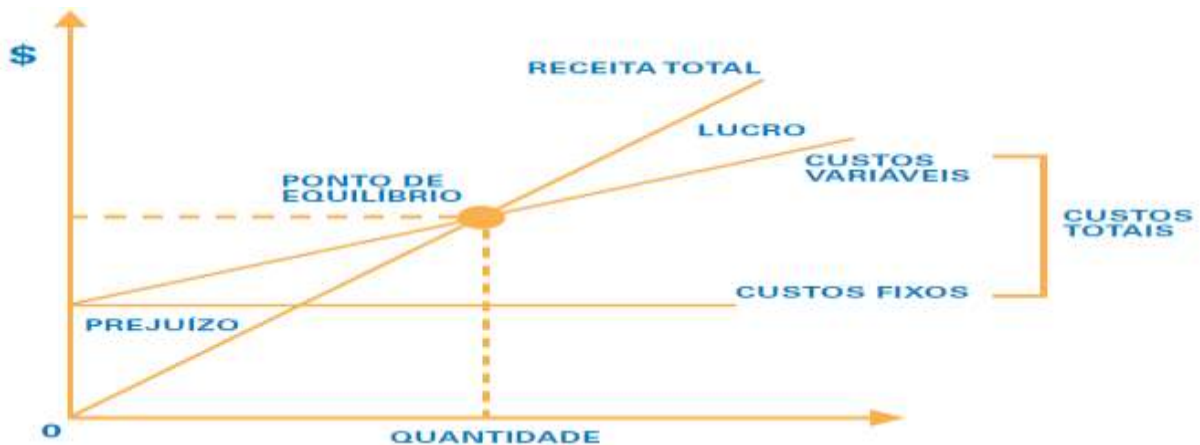 $
RECEITA TOTAL
LUCRO
PONTO DE
EQUILÍBRIO
CUSTOS
VARIÁVEIS
CUSTOS
TOTAIS
CUSTOS FIXOS
PREJUÍZO
0
QUANTIDADE